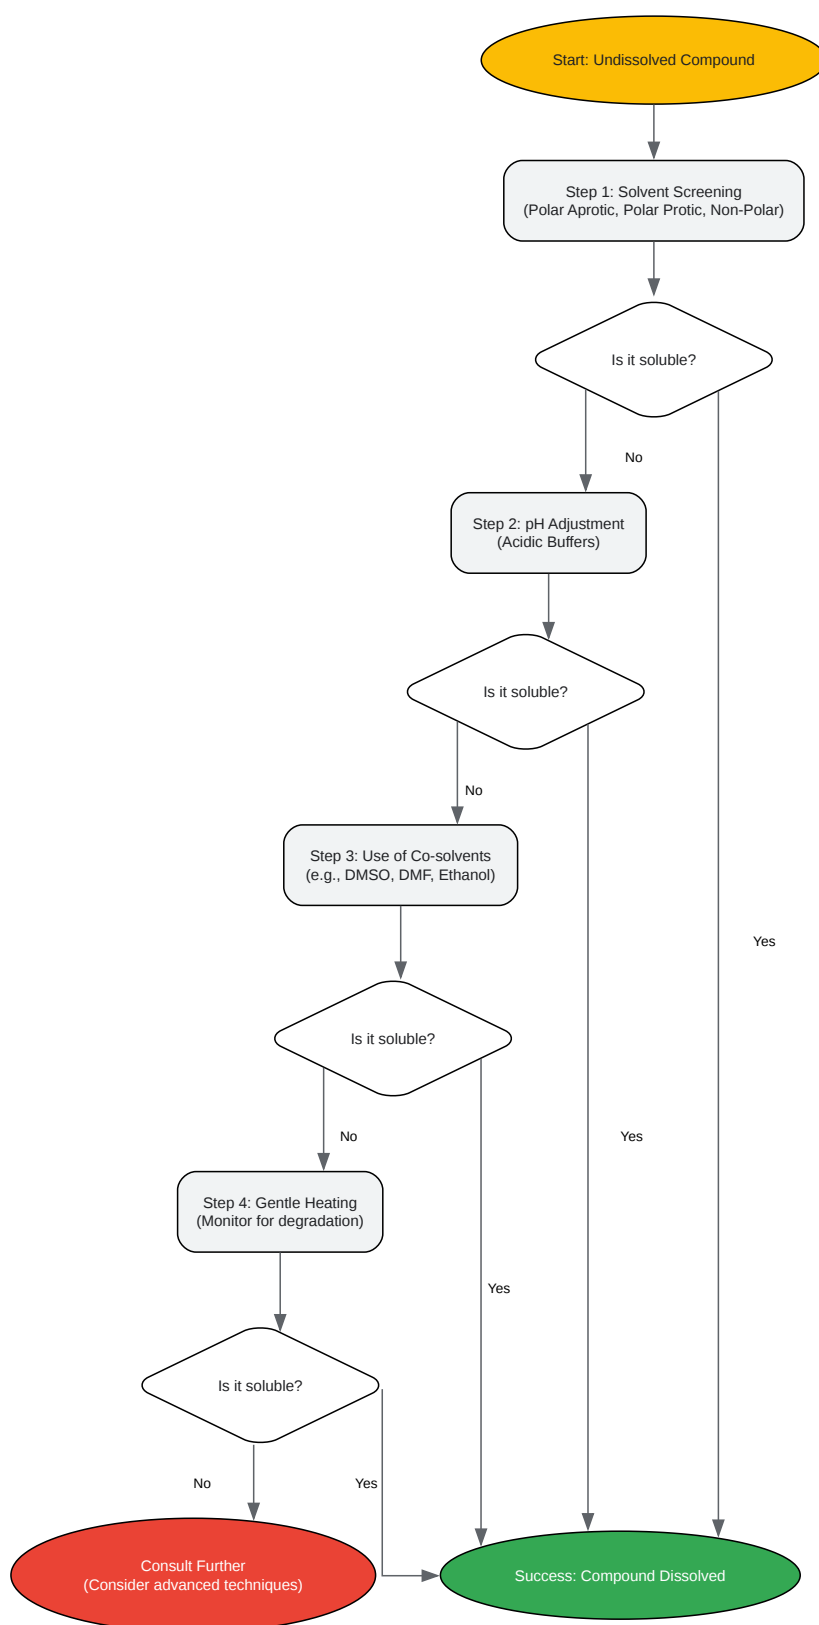 Start: Undissolved Compound
Step 1: Solvent Screening
(Polar Aprotic, Polar Protic, Non-Polar)
Is it soluble?
No
Step 2: pH Adjustment
(Acidic Buffers)
Is it soluble?
No
Step 3: Use of Co-solvents
(e.g., DMSO, DMF, Ethanol)
Yes
Is it soluble?
No
Yes
Step 4: Gentle Heating
(Monitor for degradation)
Yes
Is it soluble?
No
Yes
Consult Further
(Consider advanced techniques)
Success: Compound Dissolved